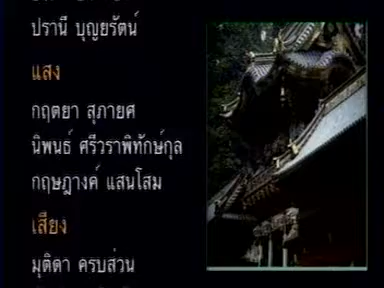 ปรานี บุญยรัตน์
แสง
กฤตยา สุภายศ
นิพนธ์ ศรีวราพิทักษ์กุล
กฤษฎางค์ แสนโสม
เสียง
มุติตา ครบส่วน